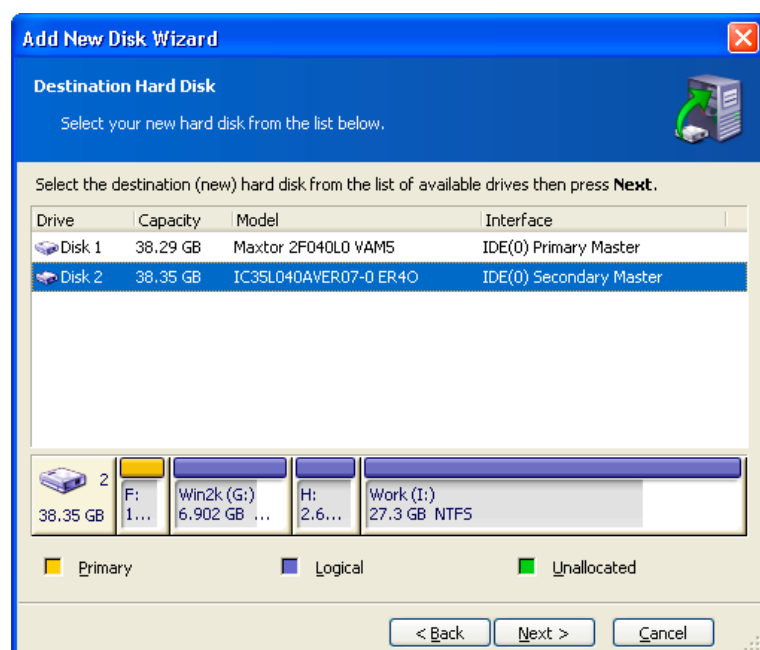 Add New Disk Wizard
Destination Hard Disk
Select your new hard disk from the list below.
Select the destination (new) hard disk from the list of available drives then press Next.
Drive Capacity Model Interface
Disk 1 38.29 GB Maxtor 2F040L0 VAM5 IDE(0) Primary Master
Disk 2 38.35 GB IC35L040AVER07-0 ER4O IDE(0) Secondary Master
2
F: Win2k (G:) H: Work (I:)
38.35 GB 1... 6.902 GB ... 2.6... 27.3 GB NTFS
Primary Logical Unallocated
< Back Next > Cancel